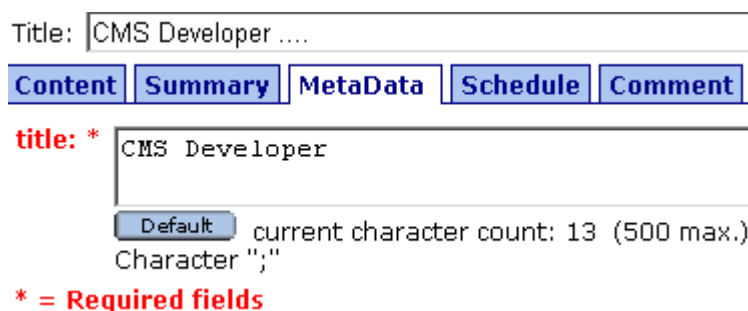 Title: CMS Developer ....
Content Summary MetaData Schedule Comment
title: * CMS Developer
Default current character count: 13 (500 max.)
Character ";"
* = Required fields